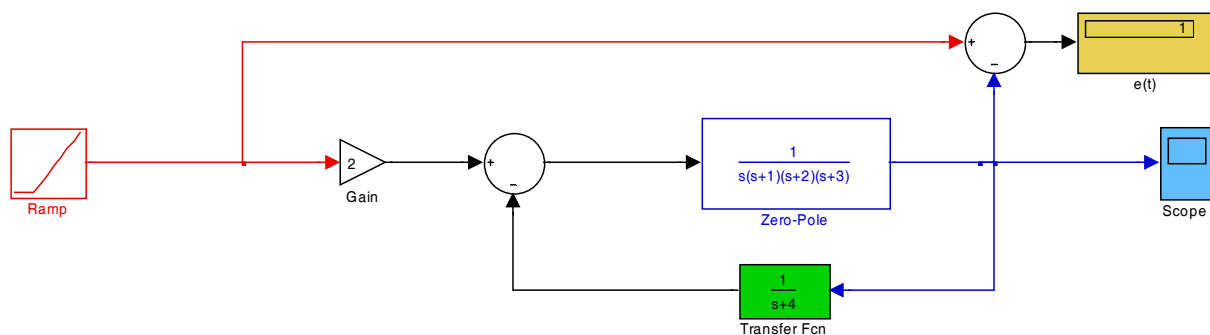 1
e(t)
+
−
Ramp
2
Gain
+
−
1
s(s+1)(s+2)(s+3)
Zero-Pole
Scope
1
s+4
Transfer Fcn